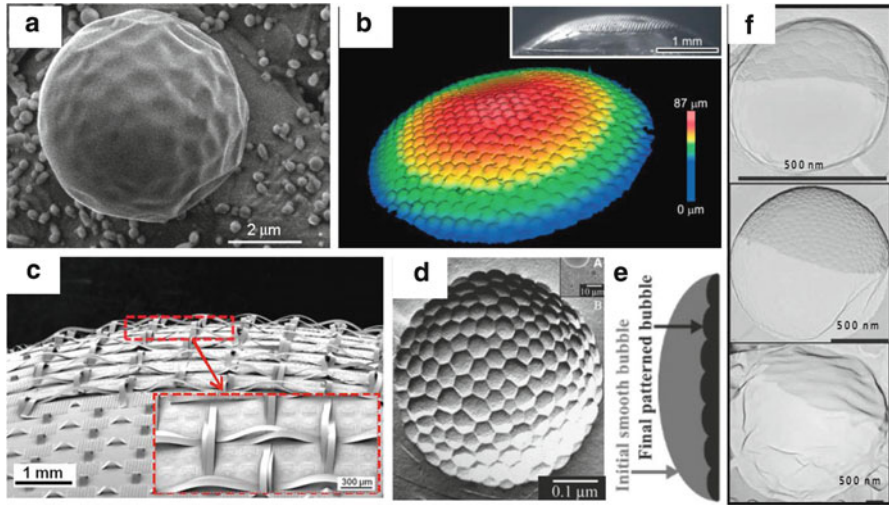 a
2 µm
b
1 mm
87 µm
0 µm
c
1 mm
300 µm
d
A
10 µm
B
0.1 µm
e
Initial smooth bubble
Final patterned bubble
f
500 nm
500 nm
500 nm